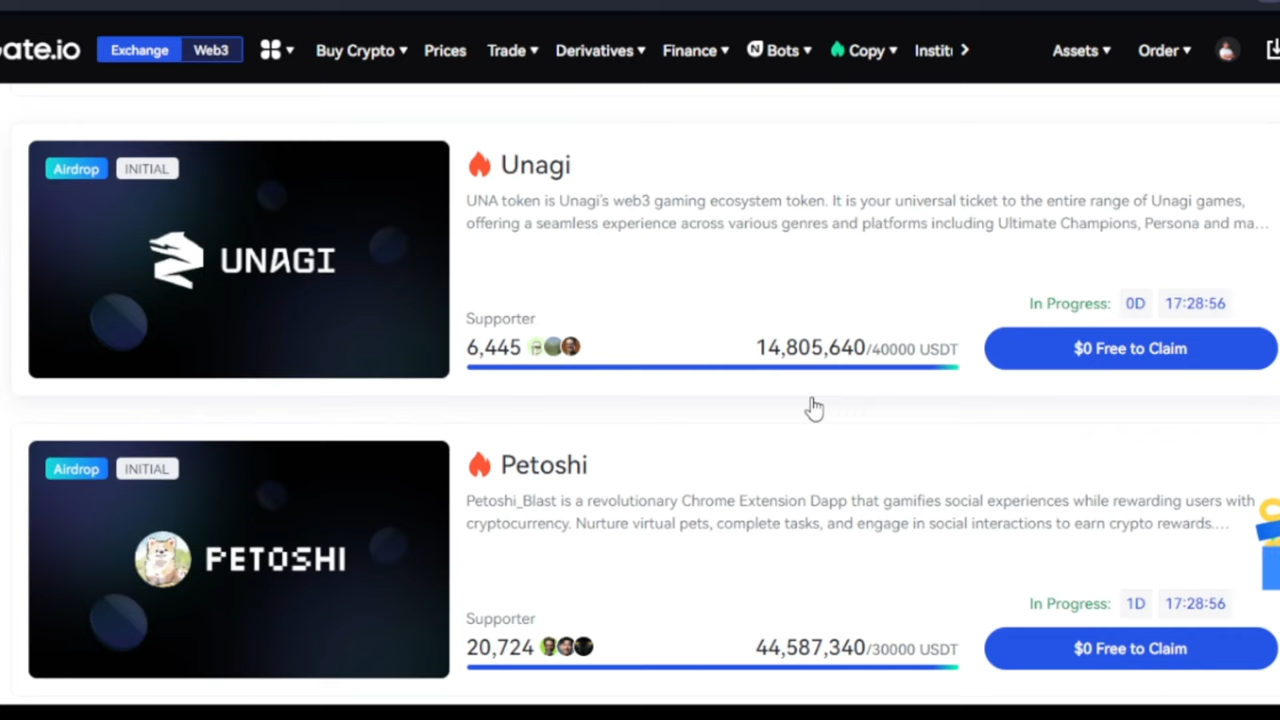 ate.io Exchange Web3 Buy Crypto Prices Trade Derivatives Finance Bots Copy Instit Assets Order
Airdrop INITIAL
UNAGI
Unagi
UNA token is Unagi's web3 gaming ecosystem token. It is your universal ticket to the entire range of Unagi games,
offering a seamless experience across various genres and platforms including Ultimate Champions, Persona and ma...
In Progress: 0D 17:28:56
Supporter
6,445 14,805,640/40000 USDT
$0 Free to Claim
Airdrop INITIAL
PETOSHI
Petoshi
Petoshi_Blast is a revolutionary Chrome Extension Dapp that gamifies social experiences while rewarding users with
cryptocurrency. Nurture virtual pets, complete tasks, and engage in social interactions to earn crypto rewards....
In Progress: 1D 17:28:56
Supporter
20,724 44,587,340/30000 USDT
$0 Free to Claim